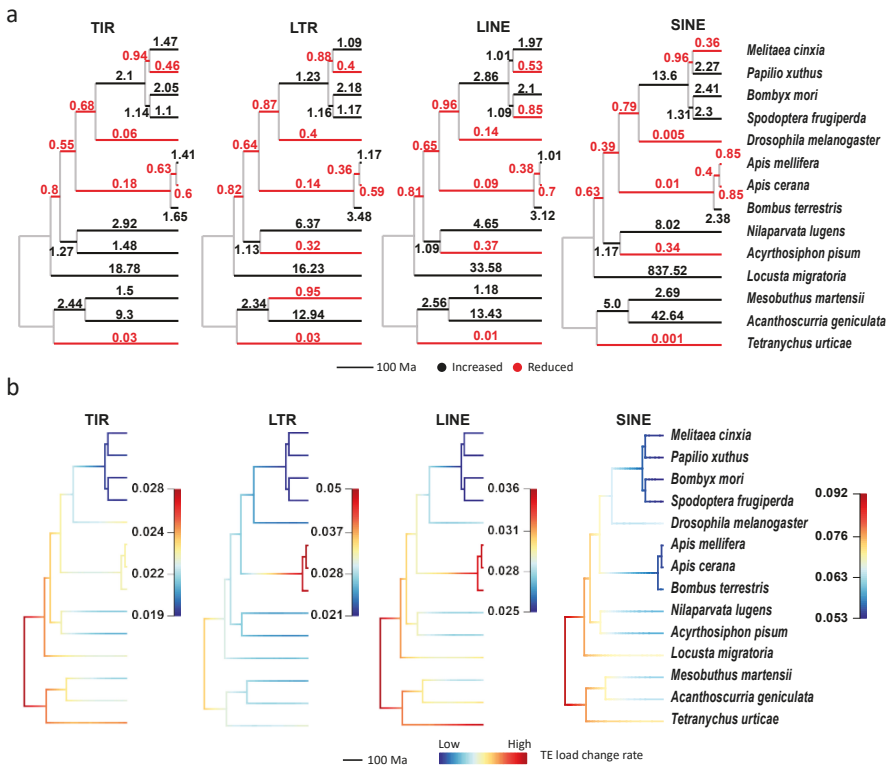 a
TIR
LTR
LINE
SINE
1.47
0.94
0.46
2.1
2.05
1.14
1.1
0.68
0.06
0.55
1.41
0.63
0.18
0.6
0.8
1.65
2.92
1.27
1.48
18.78
1.5
2.44
9.3
0.03
1.09
0.88
0.4
1.23
2.18
1.16
1.17
0.87
0.4
0.64
1.17
0.36
0.14
0.59
0.82
3.48
6.37
1.13
0.32
16.23
0.95
2.34
12.94
0.03
1.97
1.01
0.53
2.86
2.1
1.09
0.85
0.96
0.14
0.65
1.01
0.38
0.09
0.7
0.81
3.12
4.65
1.09
0.37
33.58
1.18
2.56
13.43
0.01
0.36
0.96
2.27
13.6
2.41
1.31
2.3
0.79
0.005
0.39
0.85
0.4
0.01
0.85
0.63
2.38
8.02
1.17
0.34
837.52
2.69
5.0
42.64
0.001
Melitaea cinxia
Papilio xuthus
Bombyx mori
Spodoptera frugiperda
Drosophila melanogaster
Apis mellifera
Apis cerana
Bombus terrestris
Nilaparvata lugens
Acyrthosiphon pisum
Locusta migratoria
Mesobuthus martensii
Acanthoscurria geniculata
Tetranychus urticae
100 Ma
Increased
Reduced
b
TIR
LTR
LINE
SINE
0.028
0.024
0.022
0.019
0.05
0.037
0.028
0.021
0.036
0.031
0.028
0.025
Melitaea cinxia
Papilio xuthus
Bombyx mori
Spodoptera frugiperda
Drosophila melanogaster
Apis mellifera
Apis cerana
Bombus terrestris
Nilaparvata lugens
Acyrthosiphon pisum
Locusta migratoria
Mesobuthus martensii
Acanthoscurria geniculata
Tetranychus urticae
0.092
0.076
0.063
0.053
100 Ma
Low
High
TE load change rate